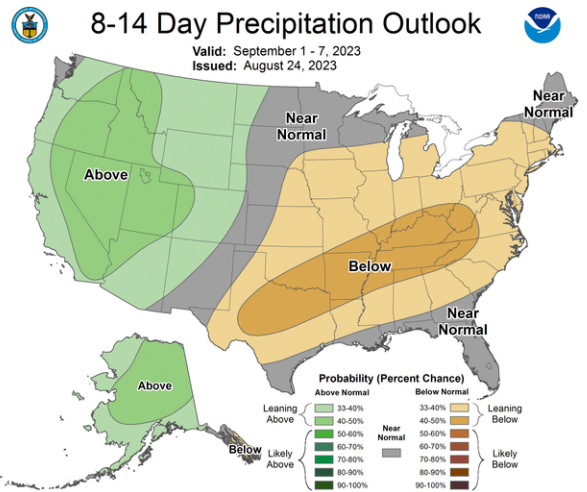 8-14 Day Precipitation Outlook
NOAA
Valid: September 1 - 7, 2023
Issued: August 24, 2023
Near
Normal
Near
Normal
Above
Below
Near
Normal
Above
Below
Probability (Percent Chance)
Above Normal
Below Normal
Leaning
Above
33-40%
40-50%
Likely
Above
50-60%
60-70%
70-80%
80-90%
90-100%
Near
Normal
33-40%
40-50%
Leaning
Below
50-60%
60-70%
70-80%
80-90%
90-100%
Likely
Below